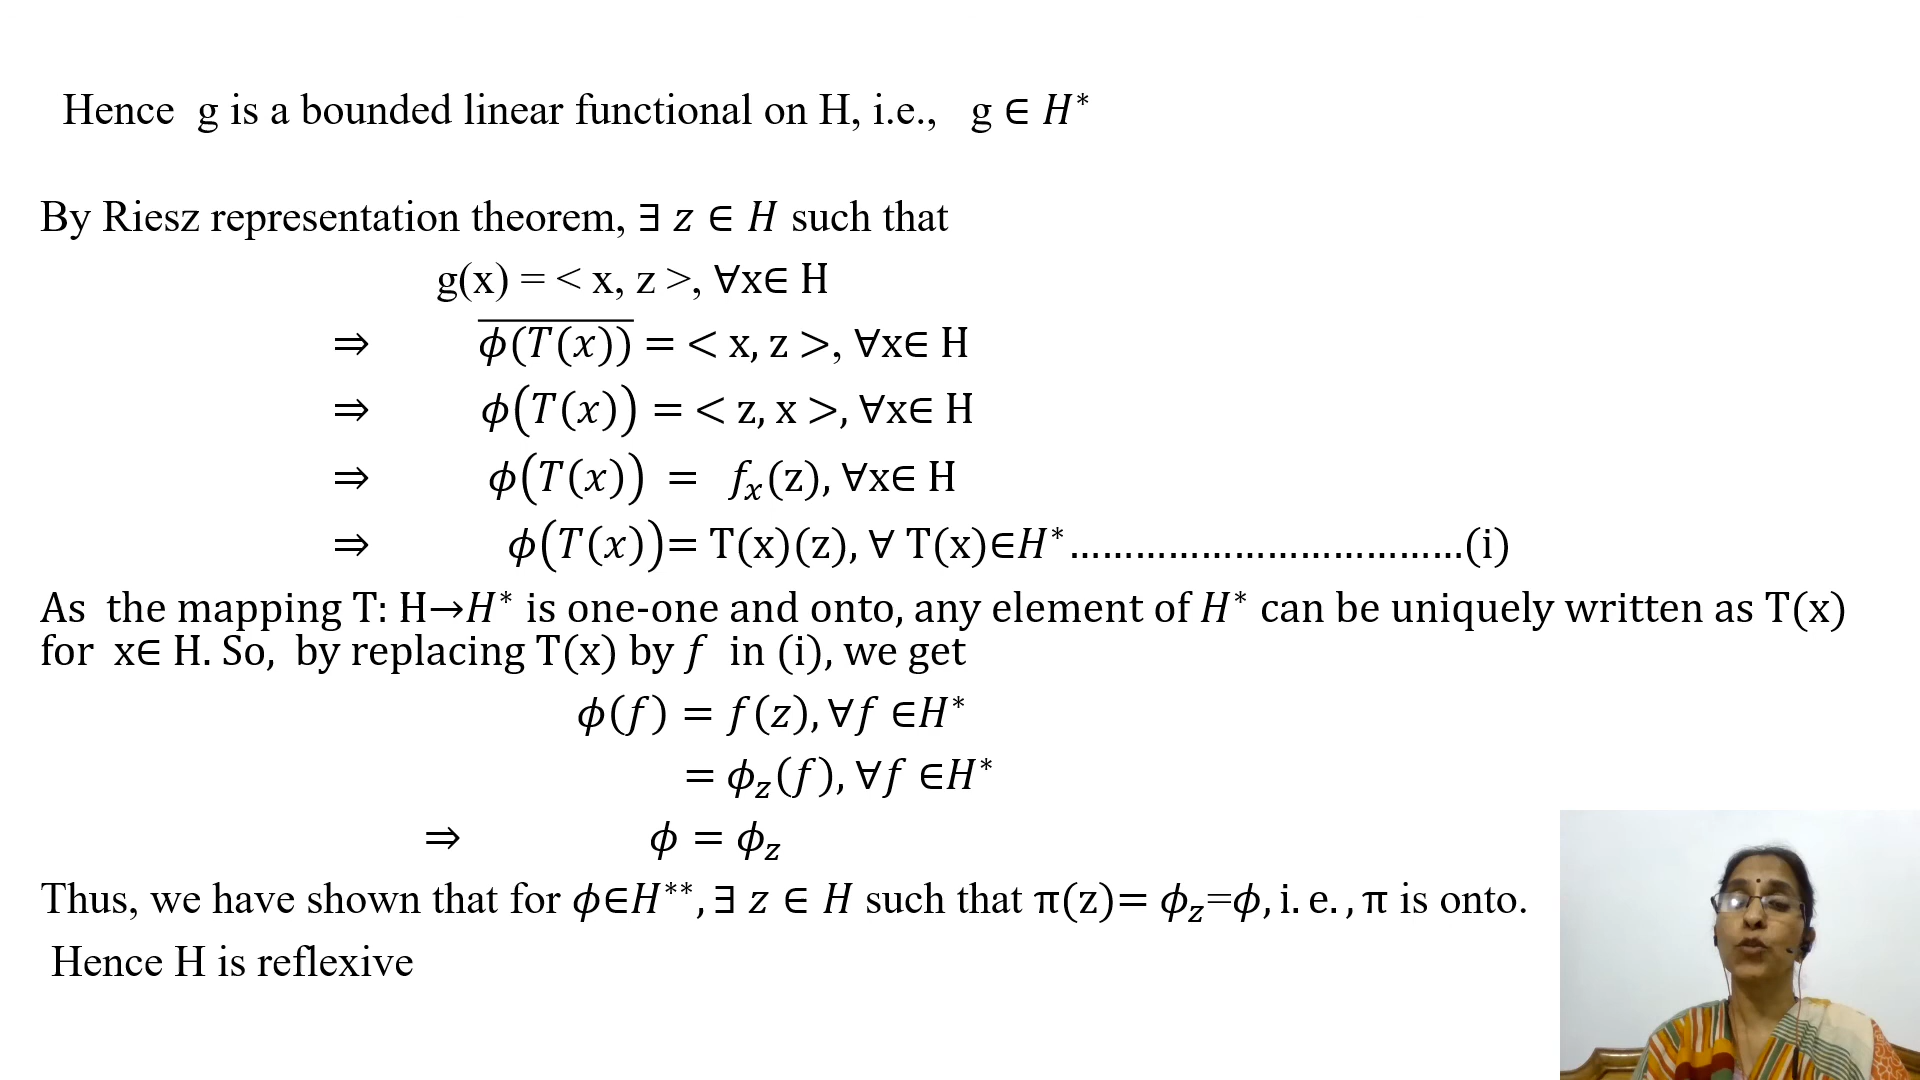 Hence g is a bounded linear functional on H, i.e., g ∈ H*
By Riesz representation theorem, ∃ z ∈ H such that
g(x) = < x, z >, ∀x∈ H
⇒ \overline{ϕ(T(x))} = < x, z >, ∀x∈ H
⇒ ϕ(T(x)) = < z, x >, ∀x∈ H
⇒ ϕ(T(x)) = fₓ(z), ∀x∈ H
⇒ ϕ(T(x))= T(x)(z), ∀ T(x)∈H*………………………………(i)
As the mapping T: H→H* is one-one and onto, any element of H* can be uniquely written as T(x)
for x∈ H. So, by replacing T(x) by f in (i), we get
ϕ(f) = f(z), ∀f ∈H*
= ϕ_z(f), ∀f ∈H*
⇒ ϕ = ϕ_z
Thus, we have shown that for ϕ∈H**, ∃ z ∈ H such that π(z)= ϕ_z=ϕ, i. e. , π is onto.
Hence H is reflexive